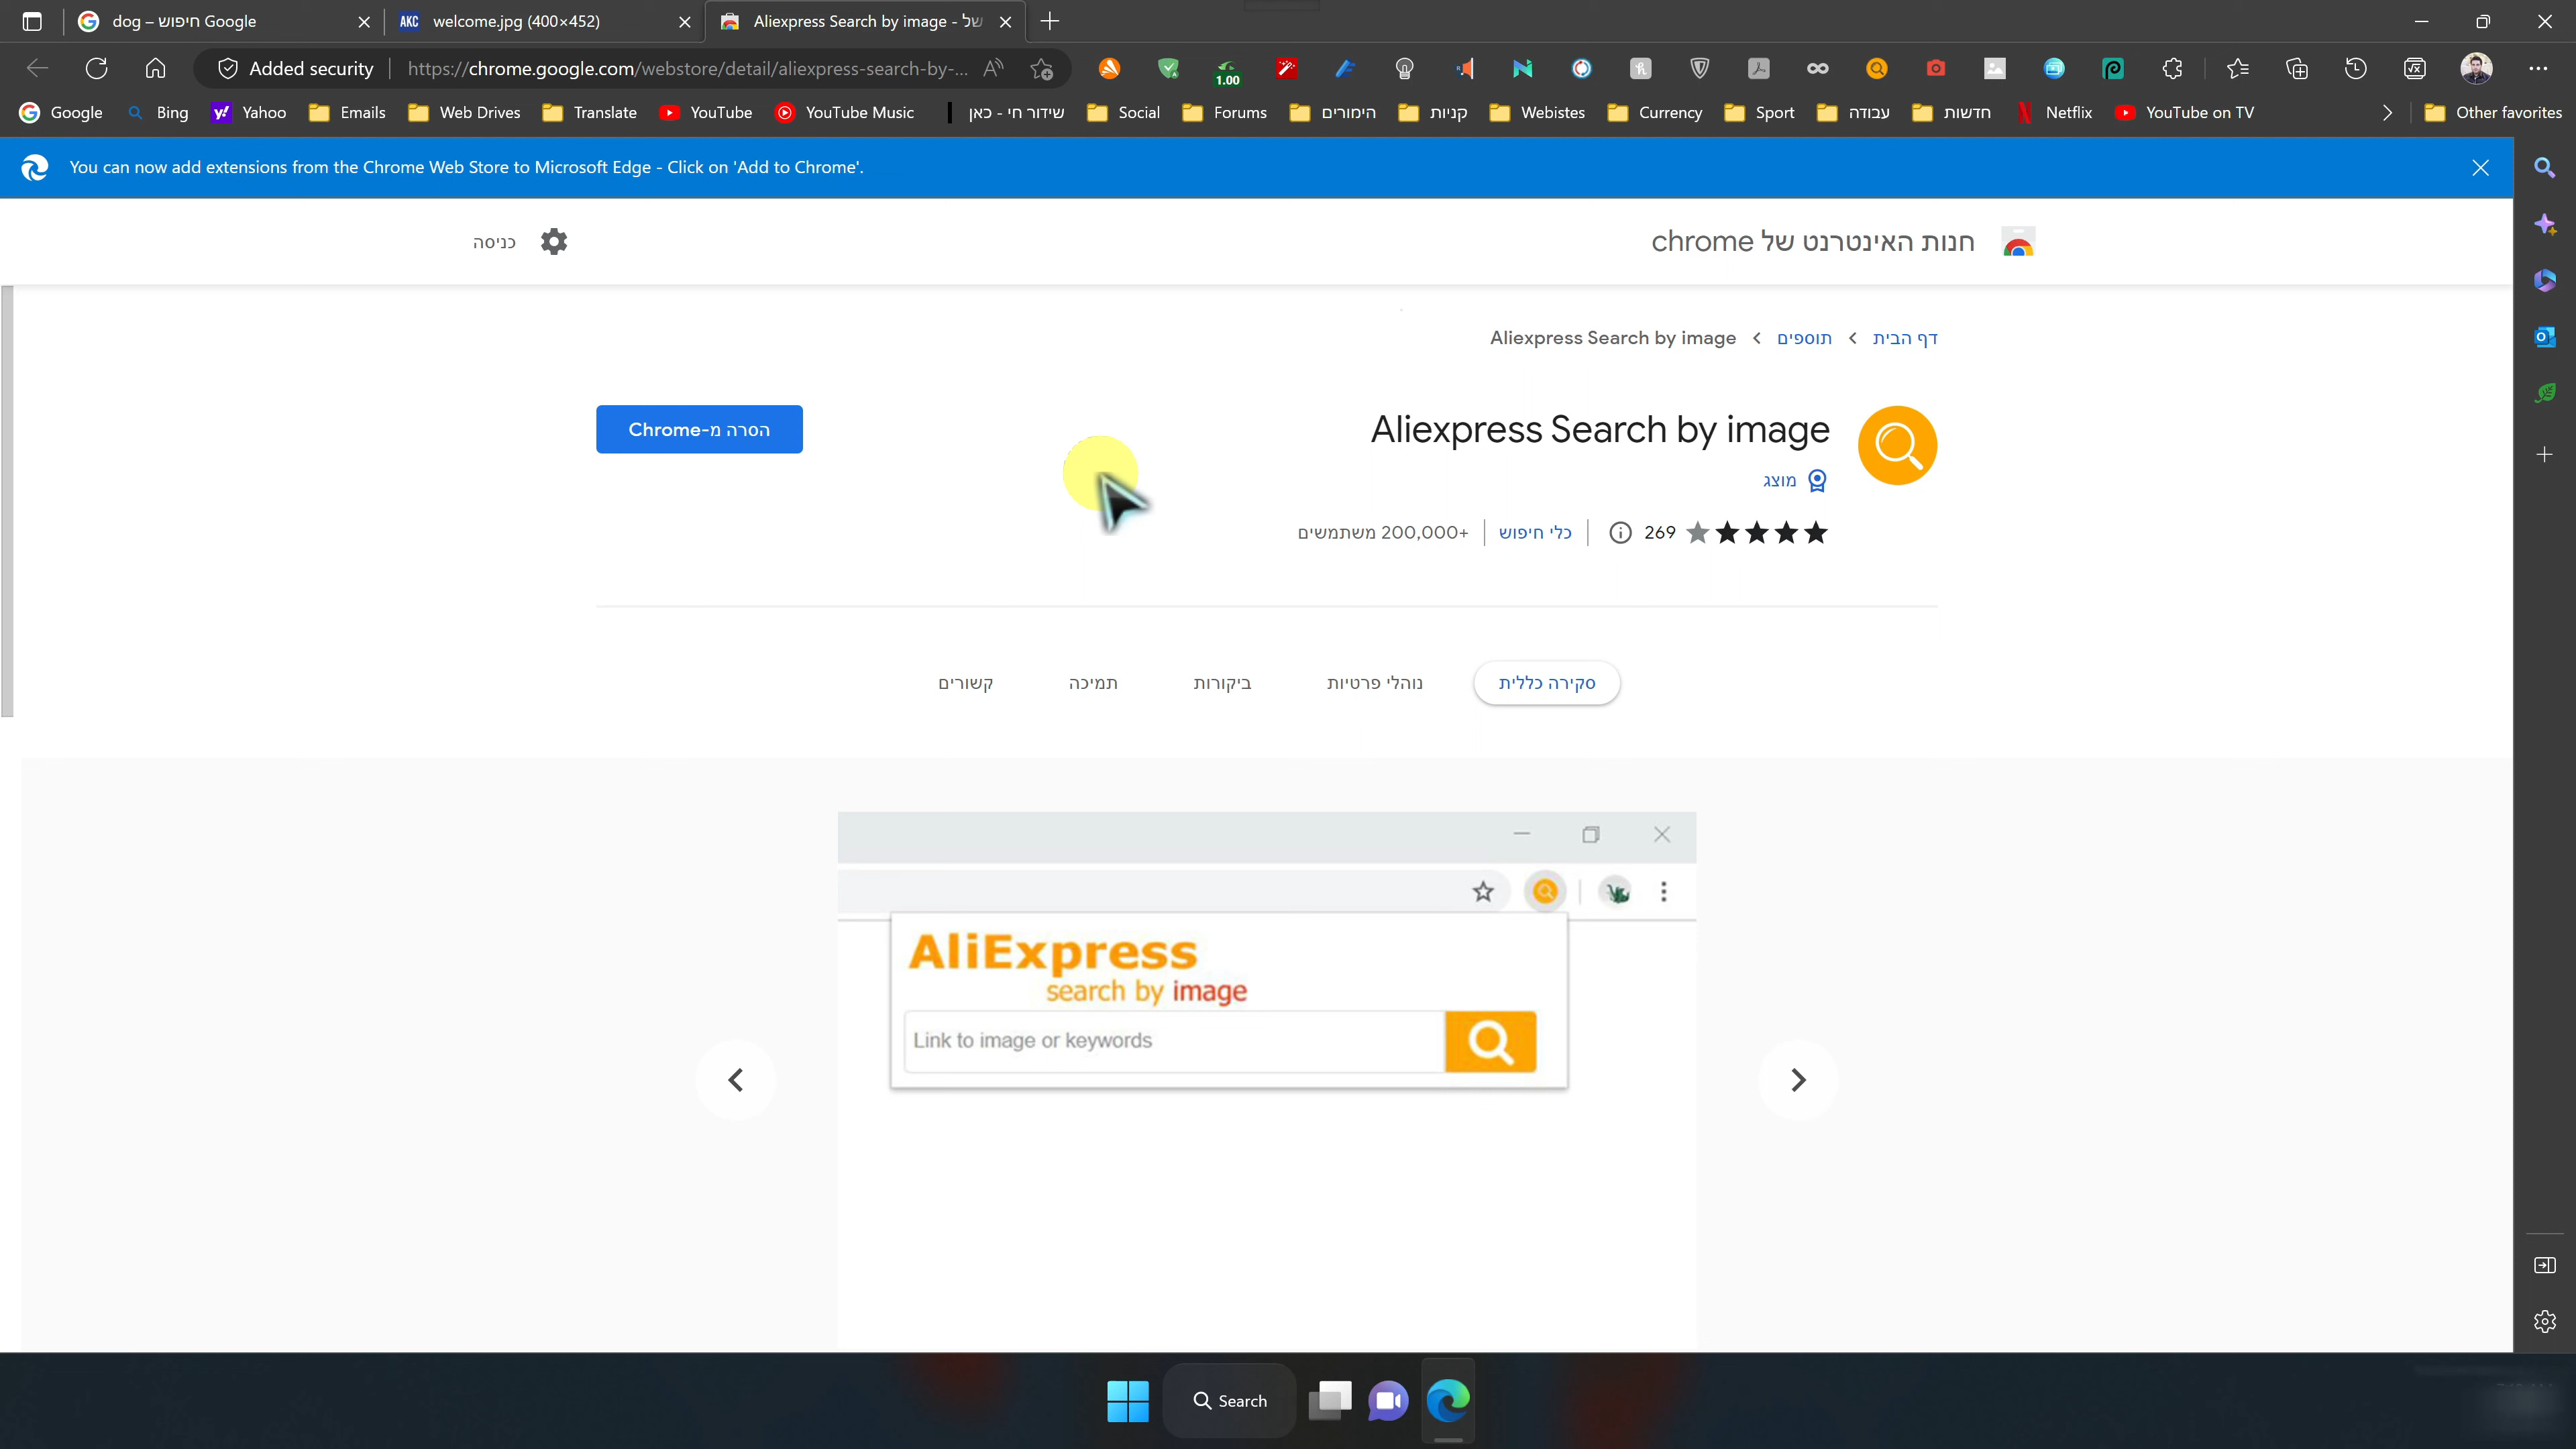 dog – חיפוש Google
AKC welcome.jpg (400×452)
Aliexpress Search by image - של
Added security
https://chrome.google.com/webstore/detail/aliexpress-search-by-...
1.00
Google
Bing
Yahoo
Emails
Web Drives
Translate
YouTube
YouTube Music
שידור חי - כאן
Social
Forums
הימורים
קניות
Webistes
Currency
Sport
עבודה
חדשות
Netflix
YouTube on TV
Other favorites
You can now add extensions from the Chrome Web Store to Microsoft Edge - Click on 'Add to Chrome'.
חנות האינטרנט של chrome
כניסה
דף הבית
תוספים
Aliexpress Search by image
Aliexpress Search by image
הסרה מ-Chrome
מוצג
269
כלי חיפוש
200,000+ משתמשים
סקירה כללית
נוהלי פרטיות
ביקורות
תמיכה
קשורים
AliExpress
search by image
Link to image or keywords
Search